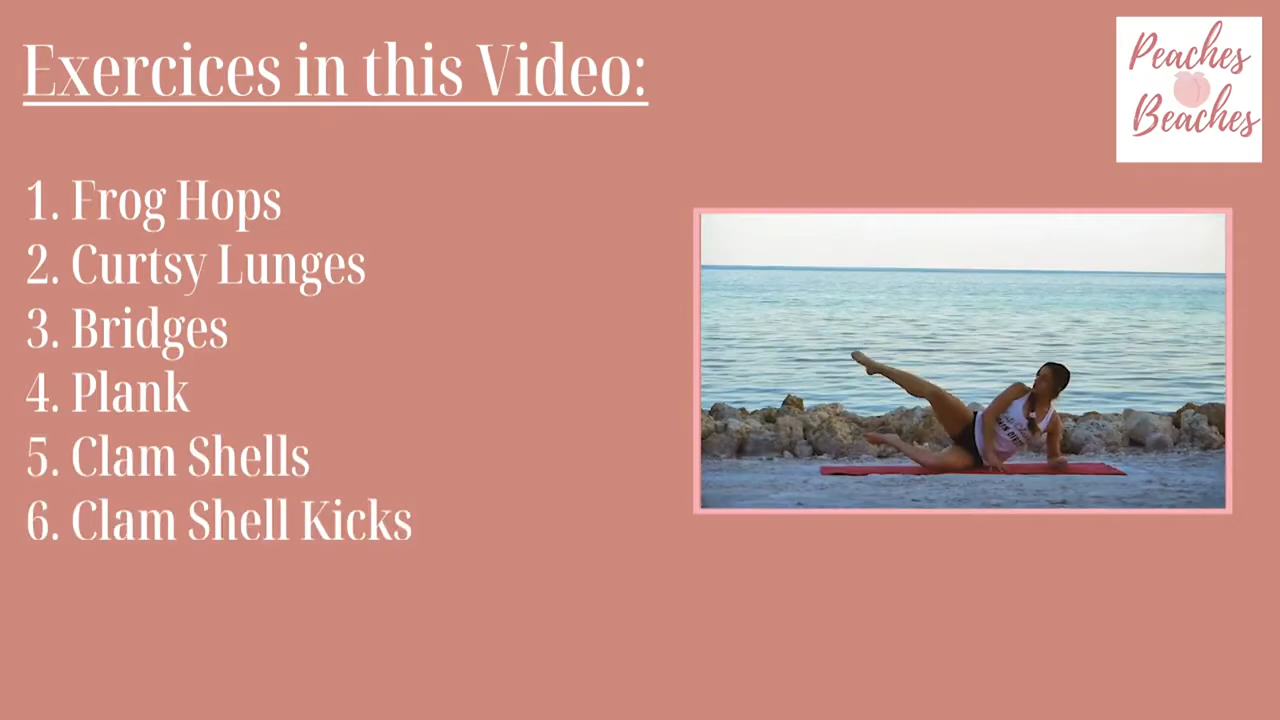 Exercices in this Video:
Peaches
Beaches
1. Frog Hops
2. Curtsy Lunges
3. Bridges
4. Plank
5. Clam Shells
6. Clam Shell Kicks